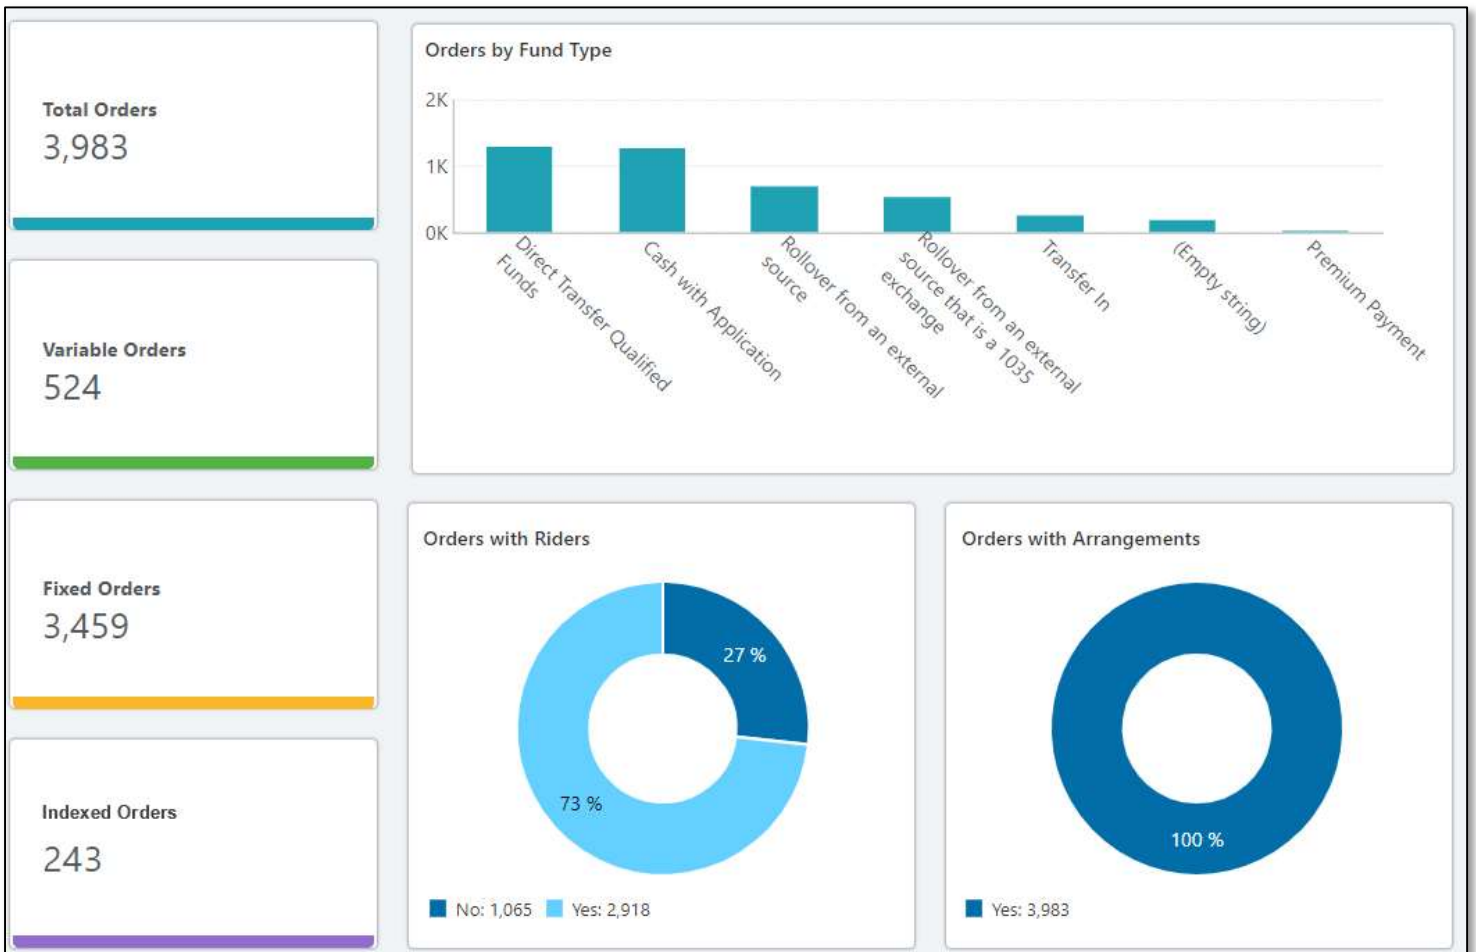 Total Orders
3,983
Variable Orders
524
Fixed Orders
3,459
Indexed Orders
243
Orders by Fund Type
2K
1K
0K
Direct Transfer Qualified
Funds
Cash with Application
Rollover from an external
source
Rollover from an external
source that is a 1035
exchange
Transfer In
(Empty string)
Premium Payment
Orders with Riders
27 %
73 %
No: 1,065 Yes: 2,918
Orders with Arrangements
100 %
Yes: 3,983